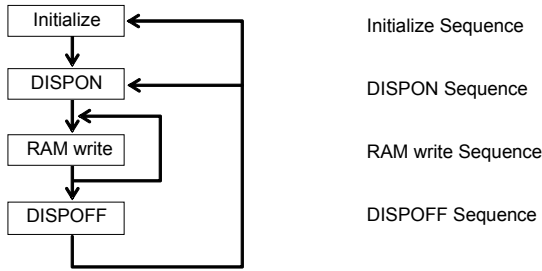 Initialize
Initialize Sequence
DISPON
DISPON Sequence
RAM write
RAM write Sequence
DISPOFF
DISPOFF Sequence